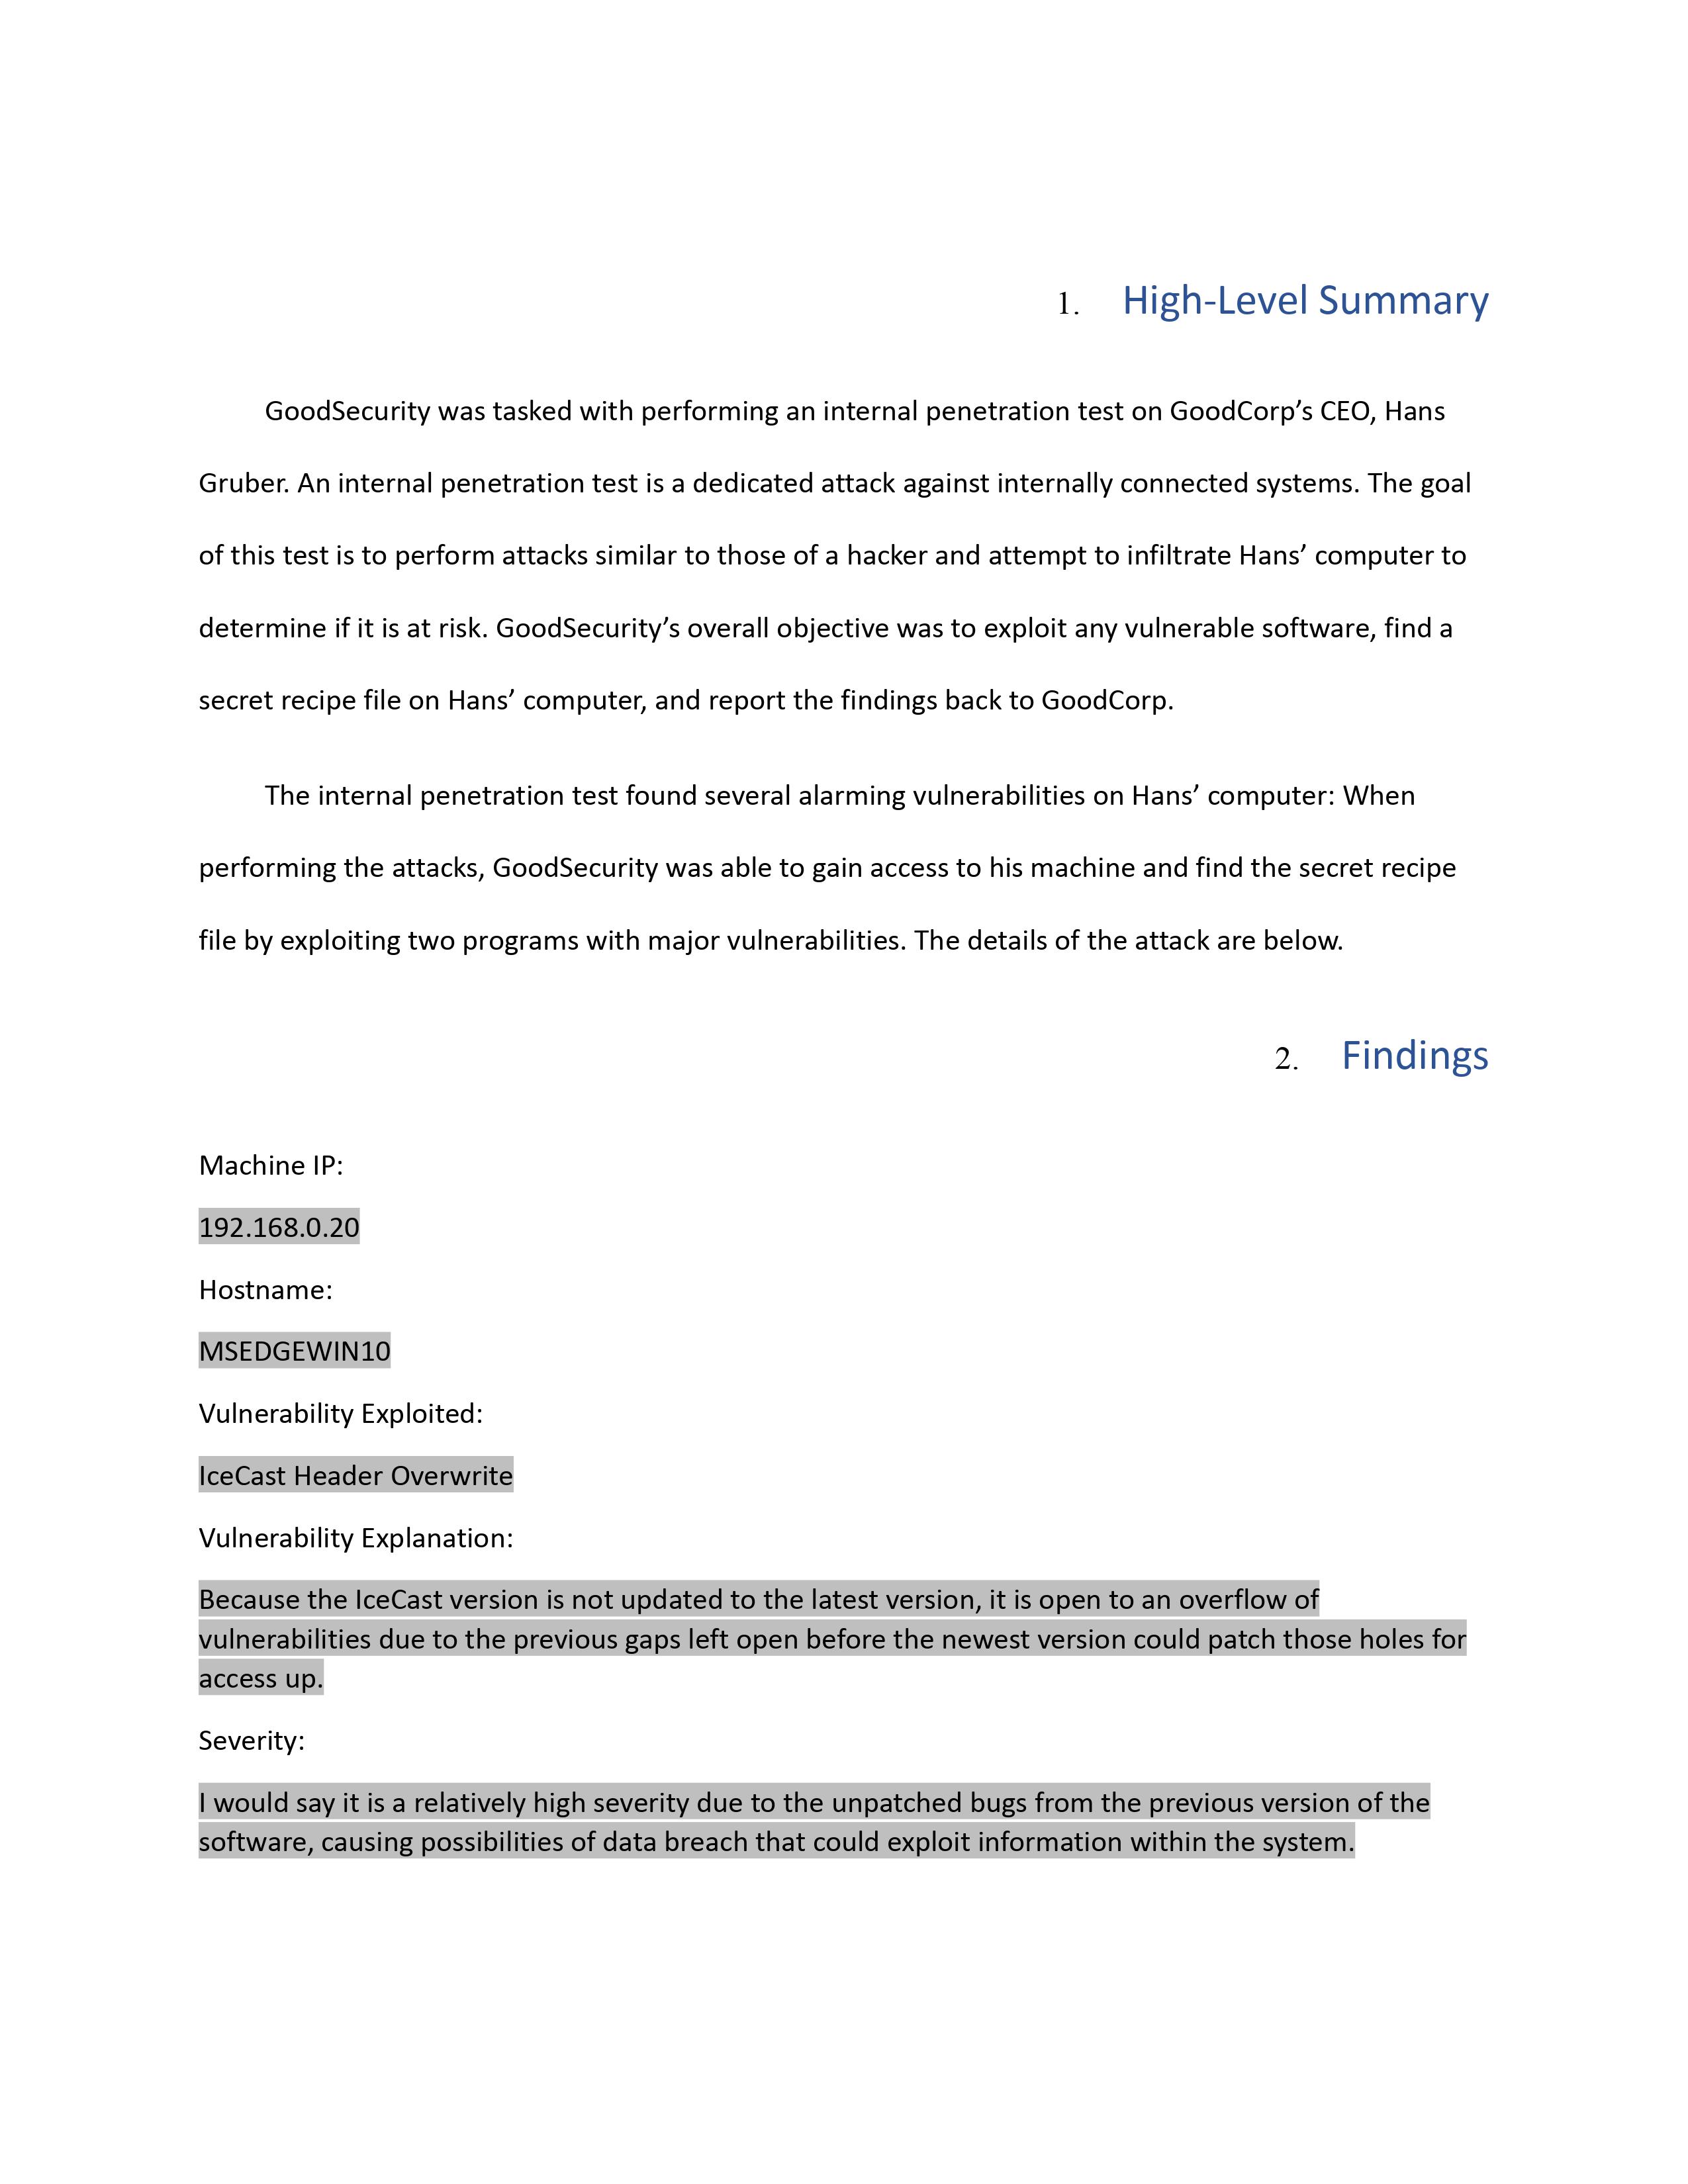 1. High-Level Summary
GoodSecurity was tasked with performing an internal penetration test on GoodCorp’s CEO, Hans
Gruber. An internal penetration test is a dedicated attack against internally connected systems. The goal
of this test is to perform attacks similar to those of a hacker and attempt to infiltrate Hans’ computer to
determine if it is at risk. GoodSecurity’s overall objective was to exploit any vulnerable software, find a
secret recipe file on Hans’ computer, and report the findings back to GoodCorp.
The internal penetration test found several alarming vulnerabilities on Hans’ computer: When
performing the attacks, GoodSecurity was able to gain access to his machine and find the secret recipe
file by exploiting two programs with major vulnerabilities. The details of the attack are below.
2. Findings
Machine IP:
192.168.0.20
Hostname:
MSEDGEWIN10
Vulnerability Exploited:
IceCast Header Overwrite
Vulnerability Explanation:
Because the IceCast version is not updated to the latest version, it is open to an overflow of
vulnerabilities due to the previous gaps left open before the newest version could patch those holes for
access up.
Severity:
I would say it is a relatively high severity due to the unpatched bugs from the previous version of the
software, causing possibilities of data breach that could exploit information within the system.